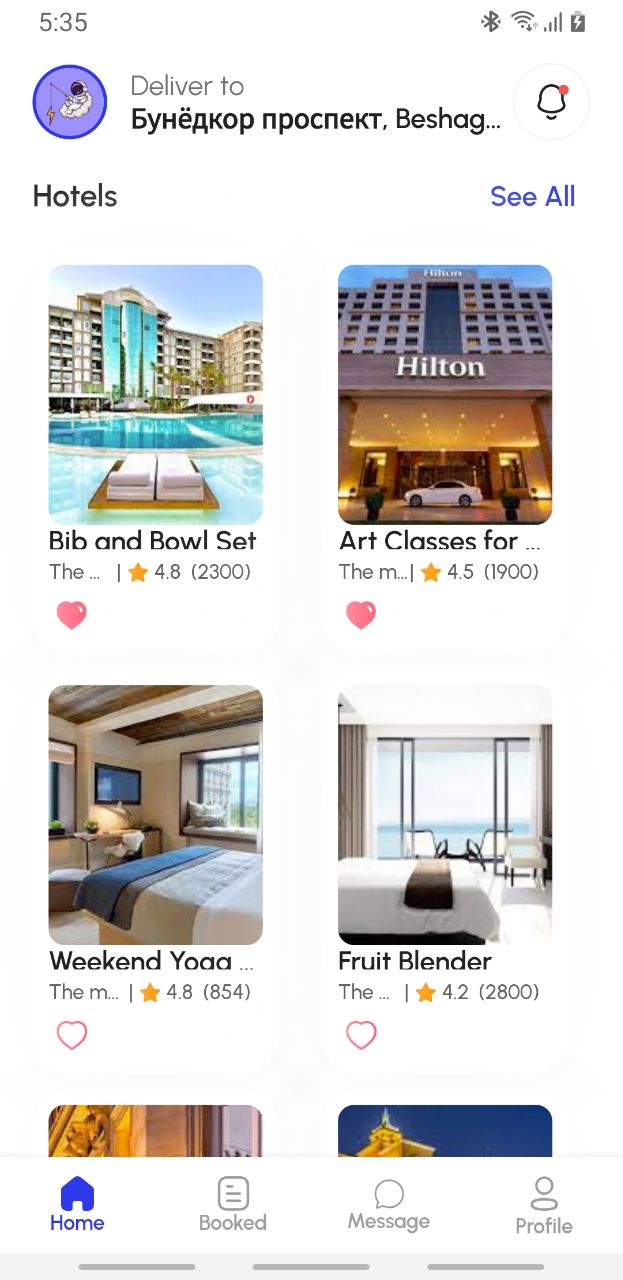 5:35
Deliver to
Бунёдкор проспект, Beshag...
Hotels
See All
Hilton
Hilton
Bib and Bowl Set
Art Classes for ...
The ... | 4.8 (2300)
The m...| 4.5 (1900)
Weekend Yoga ...
Fruit Blender
The m... | 4.8 (854)
The ... | 4.2 (2800)
Home
Booked
Message
Profile